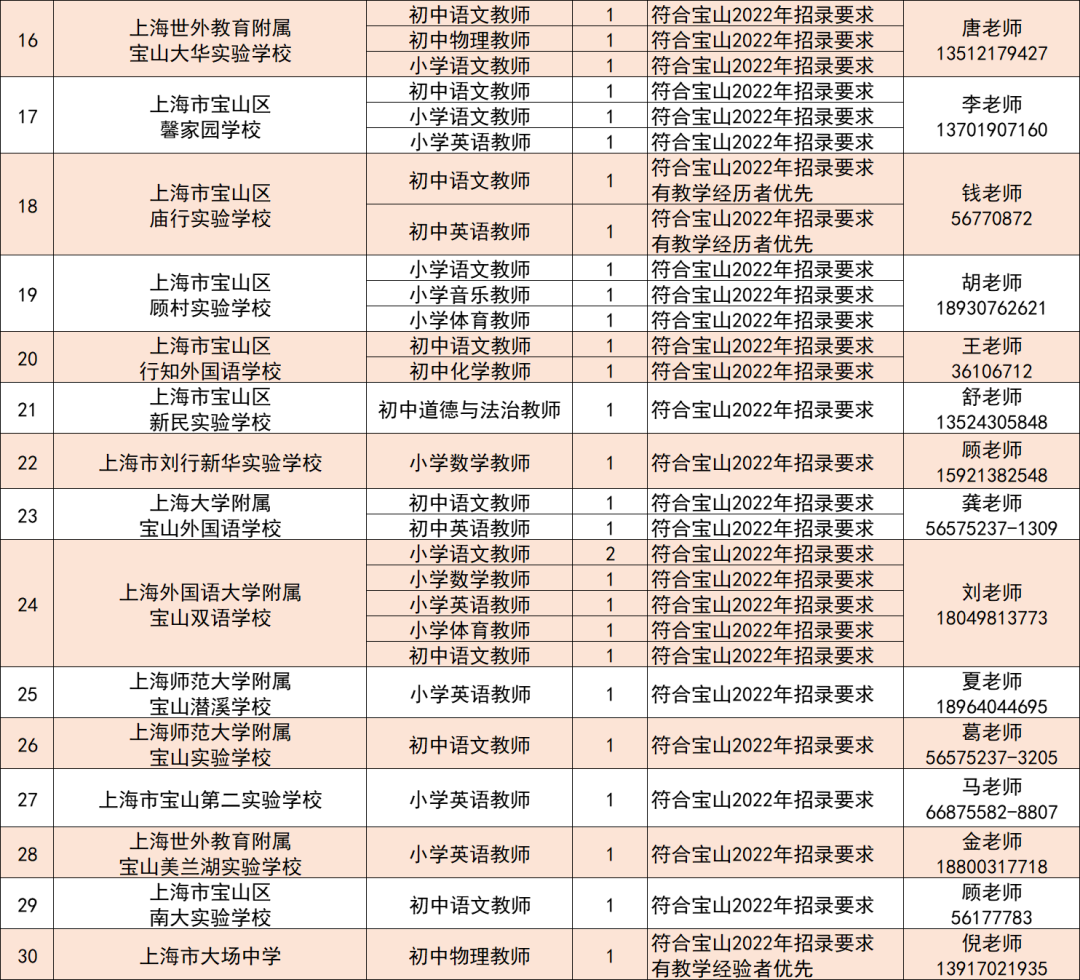 16
上海世外教育附属
宝山大华实验学校
初中语文教师 1 符合宝山2022年招录要求
初中物理教师 1 符合宝山2022年招录要求
小学语文教师 1 符合宝山2022年招录要求
唐老师
13512179427
17
上海市宝山区
馨家园学校
初中语文教师 1 符合宝山2022年招录要求
小学语文教师 1 符合宝山2022年招录要求
小学英语教师 1 符合宝山2022年招录要求
李老师
13701907160
18
上海市宝山区
庙行实验学校
初中语文教师 1 符合宝山2022年招录要求
有教学经历者优先
初中英语教师 1 符合宝山2022年招录要求
有教学经历者优先
钱老师
56770872
19
上海市宝山区
顾村实验学校
小学语文教师 1 符合宝山2022年招录要求
小学音乐教师 1 符合宝山2022年招录要求
小学体育教师 1 符合宝山2022年招录要求
胡老师
18930762621
20
上海市宝山区
行知外国语学校
初中语文教师 1 符合宝山2022年招录要求
初中化学教师 1 符合宝山2022年招录要求
王老师
36106712
21
上海市宝山区
新民实验学校
初中道德与法治教师 1 符合宝山2022年招录要求
舒老师
13524305848
22
上海市刘行新华实验学校
小学数学教师 1 符合宝山2022年招录要求
顾老师
15921382548
23
上海大学附属
宝山外国语学校
初中语文教师 1 符合宝山2022年招录要求
初中英语教师 1 符合宝山2022年招录要求
龚老师
56575237-1309
24
上海外国语大学附属
宝山双语学校
小学语文教师 2 符合宝山2022年招录要求
小学数学教师 1 符合宝山2022年招录要求
小学英语教师 1 符合宝山2022年招录要求
小学体育教师 1 符合宝山2022年招录要求
初中语文教师 1 符合宝山2022年招录要求
刘老师
18049813773
25
上海师范大学附属
宝山潜溪学校
小学英语教师 1 符合宝山2022年招录要求
夏老师
18964044695
26
上海师范大学附属
宝山实验学校
初中语文教师 1 符合宝山2022年招录要求
葛老师
56575237-3205
27
上海市宝山第二实验学校
小学英语教师 1 符合宝山2022年招录要求
马老师
66875582-8807
28
上海世外教育附属
宝山美兰湖实验学校
小学英语教师 1 符合宝山2022年招录要求
金老师
18800317718
29
上海市宝山区
南大实验学校
初中语文教师 1 符合宝山2022年招录要求
顾老师
56177783
30
上海市大场中学
初中物理教师 1 符合宝山2022年招录要求
有教学经验者优先
倪老师
13917021935